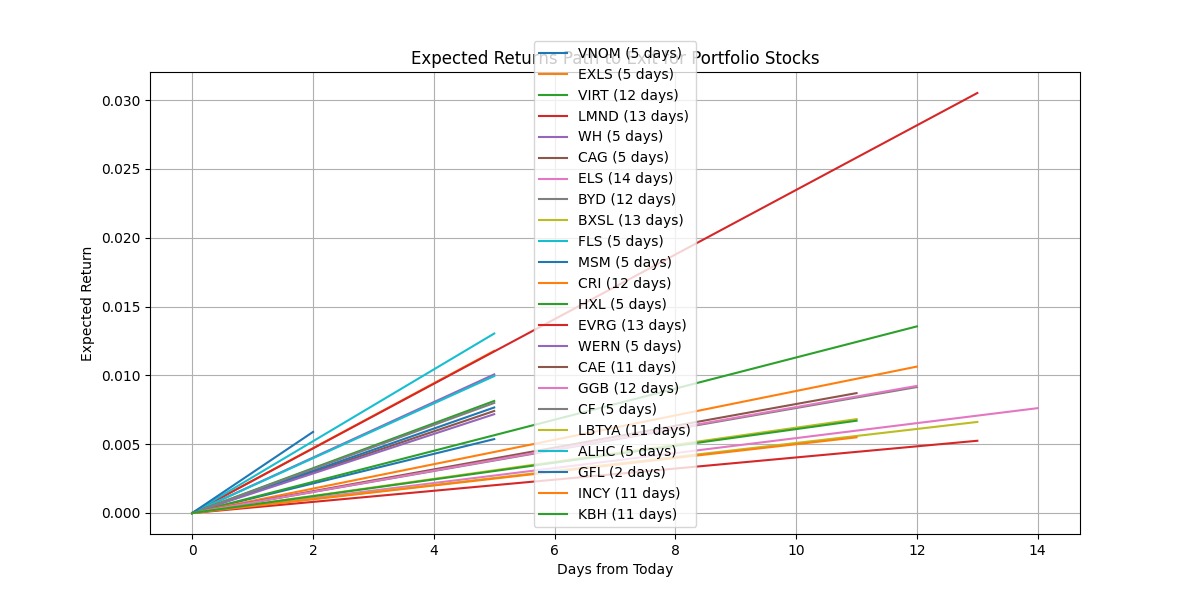 Expected Returns Path to Exit for Portfolio Stocks
VNOM (5 days)
EXLS (5 days)
VIRT (12 days)
LMND (13 days)
WH (5 days)
CAG (5 days)
ELS (14 days)
BYD (12 days)
BXSL (13 days)
FLS (5 days)
MSM (5 days)
CRI (12 days)
HXL (5 days)
EVRG (13 days)
WERN (5 days)
CAE (11 days)
GGB (12 days)
CF (5 days)
LBTYA (11 days)
ALHC (5 days)
GFL (2 days)
INCY (11 days)
KBH (11 days)
Expected Return
0.030
0.025
0.020
0.015
0.010
0.005
0.000
0 2 4 6 8 10 12 14
Days from Today